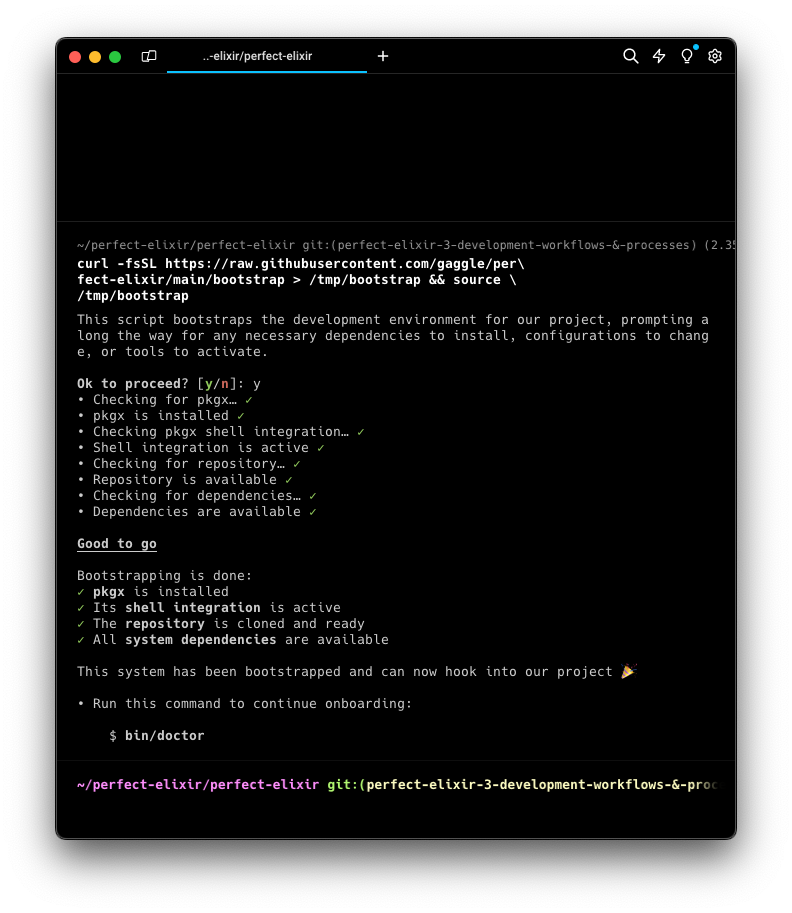 ..-elixir/perfect-elixir
~/perfect-elixir/perfect-elixir git:(perfect-elixir-3-development-workflows-&-processes) (2.35
curl -fsSL https://raw.githubusercontent.com/gaggle/per\
fect-elixir/main/bootstrap > /tmp/bootstrap && source \
/tmp/bootstrap
This script bootstraps the development environment for our project, prompting a
long the way for any necessary dependencies to install, configurations to chang
e, or tools to activate.
Ok to proceed? [y/n]: y
• Checking for pkgx… ✓
• pkgx is installed ✓
• Checking pkgx shell integration… ✓
• Shell integration is active ✓
• Checking for repository… ✓
• Repository is available ✓
• Checking for dependencies… ✓
• Dependencies are available ✓
Good to go
Bootstrapping is done:
✓ pkgx is installed
✓ Its shell integration is active
✓ The repository is cloned and ready
✓ All system dependencies are available
This system has been bootstrapped and can now hook into our project 🎉
• Run this command to continue onboarding:
$ bin/doctor
~/perfect-elixir/perfect-elixir git:(perfect-elixir-3-development-workflows-&-proc